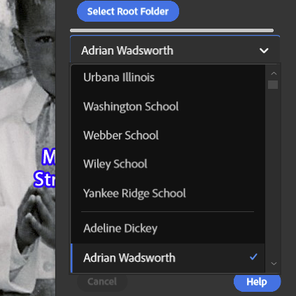 Select Root Folder
Adrian Wadsworth
Urbana Illinois
Washington School
Webber School
Wiley School
Yankee Ridge School
Adeline Dickey
Adrian Wadsworth
M
Str
Cancel
Help